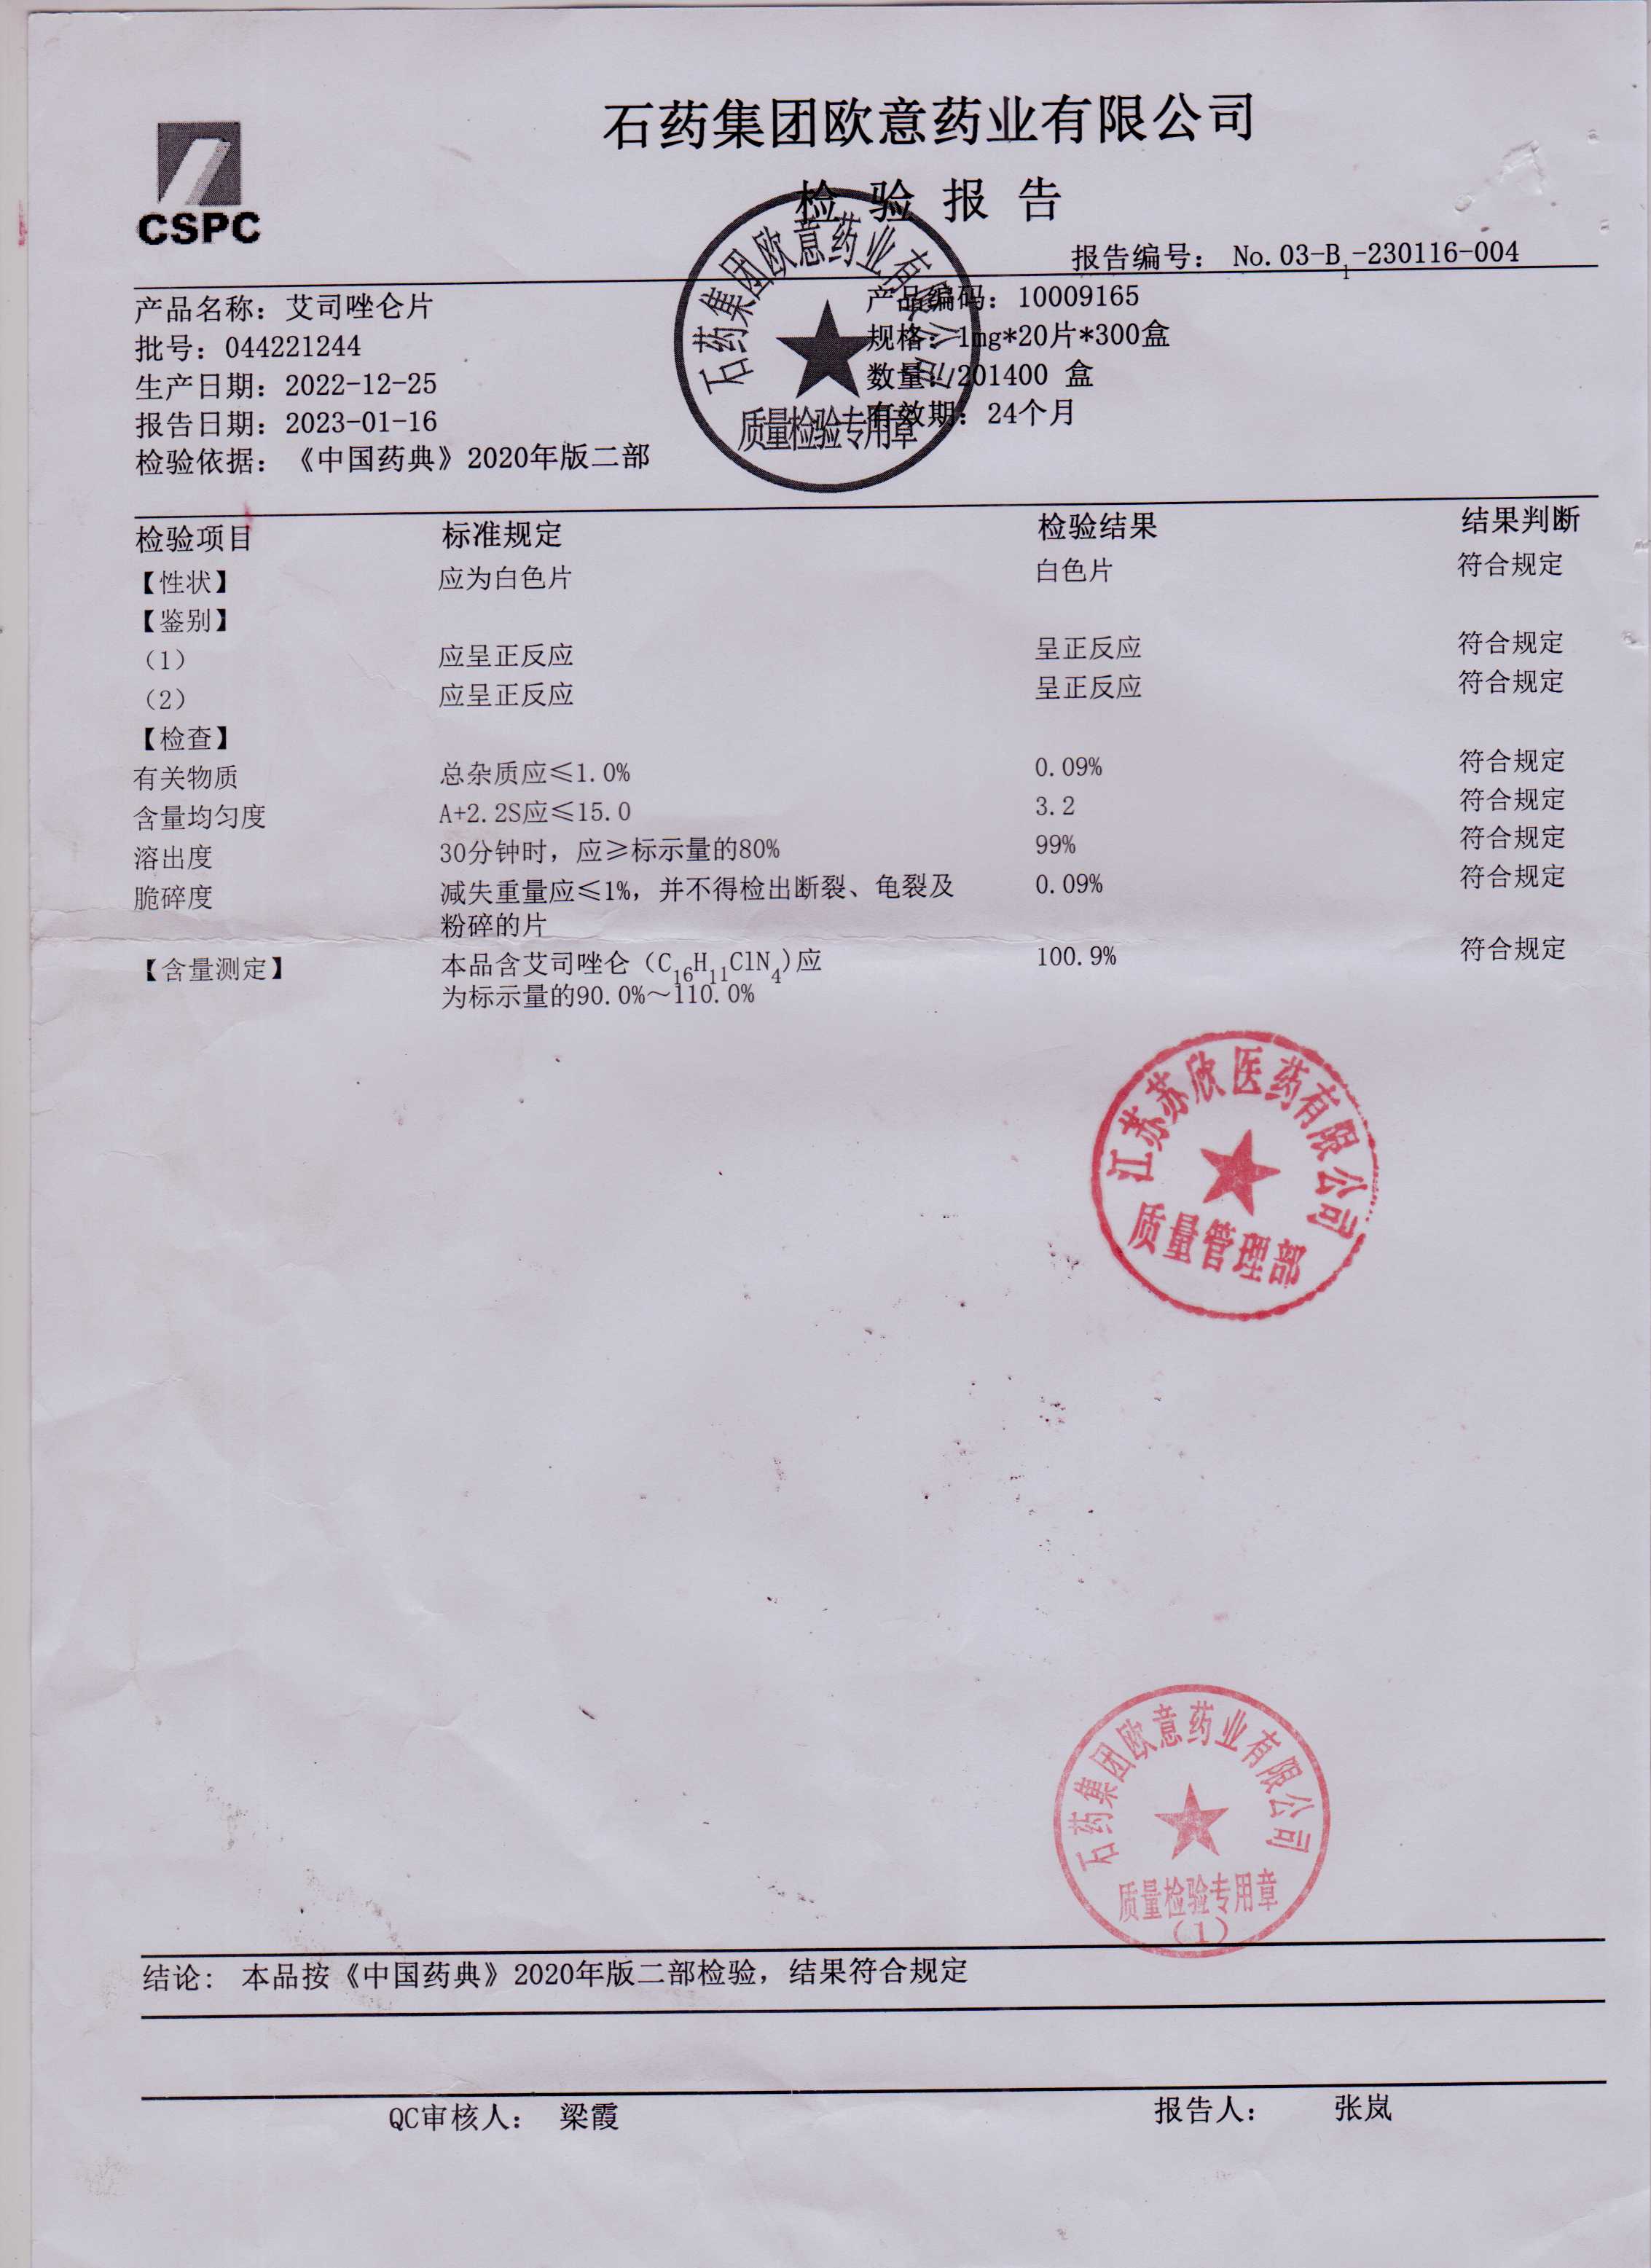 石药集团欧意药业有限公司
CSPC
检验报告
报告编号： No.03-B₁-230116-004
产品名称：艾司唑仑片
产品编码：10009165
批号：044221244
规格：1mg*20片*300盒
生产日期：2022-12-25
数量：/201400 盒
报告日期：2023-01-16
有效期：24个月
检验依据：《中国药典》2020年版二部
石药集团欧意药业有限公司
质量检验专用章
检验项目 标准规定 检验结果 结果判断
【性状】 应为白色片 白色片 符合规定
【鉴别】
（1） 应呈正反应 呈正反应 符合规定
（2） 应呈正反应 呈正反应 符合规定
【检查】
有关物质 总杂质应≤1.0% 0.09% 符合规定
含量均匀度 A+2.2S应≤15.0 3.2 符合规定
溶出度 30分钟时，应≥标示量的80% 99% 符合规定
脆碎度 减失重量应≤1%，并不得检出断裂、龟裂及 0.09% 符合规定
粉碎的片
【含量测定】 本品含艾司唑仑（C₁₆H₁₁ClN₄)应 100.9% 符合规定
为标示量的90.0%～110.0%
江苏苏欣医药有限公司
质量管理部
石药集团欧意药业有限公司
质量检验专用章
（1）
结论： 本品按《中国药典》2020年版二部检验，结果符合规定
QC审核人： 梁霞 报告人： 张岚